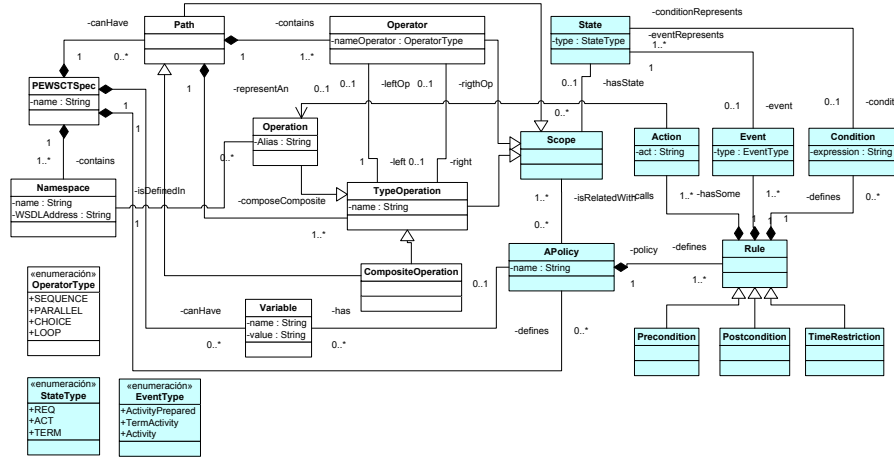 -canHave
Path
-contains
Operator
-nameOperator : OperatorType
State
-type : StateType
-conditionRepresents
-eventRepresents
1
0..*
1
1..*
1
1..*
PEWSCTSpec
-name : String
1
1
1
1
-representAn
0..1
-leftOp
0..1
-rigthOp
0..1
-hasState
1
0..*
0..1
-event
0..1
-condit
Operation
-Alias : String
0..*
Scope
Action
-act : String
Event
-type : EventType
Condition
-expression : String
1..*
-contains
1
-left
0..1
-right
Namespace
-name : String
-WSDLAddress : String
-isDefinedIn
1
-composeComposite
TypeOperation
-name : String
1..*
1..*
-isRelatedWith
0..*
-calls
1..*
-hasSome
1..*
-defines
0..*
1
1
1
CompositeOperation
APolicy
-name : String
-policy
1
-defines
1..*
Rule
«enumeración»
OperatorType
+SEQUENCE
+PARALLEL
+CHOICE
+LOOP
-canHave
0..*
Variable
-name : String
-value : String
-has
0..*
0..1
-defines
0..*
Precondition
Postcondition
TimeRestriction
«enumeración»
StateType
+REQ
+ACT
+TERM
«enumeración»
EventType
+ActivityPrepared
+TermActivity
+Activity